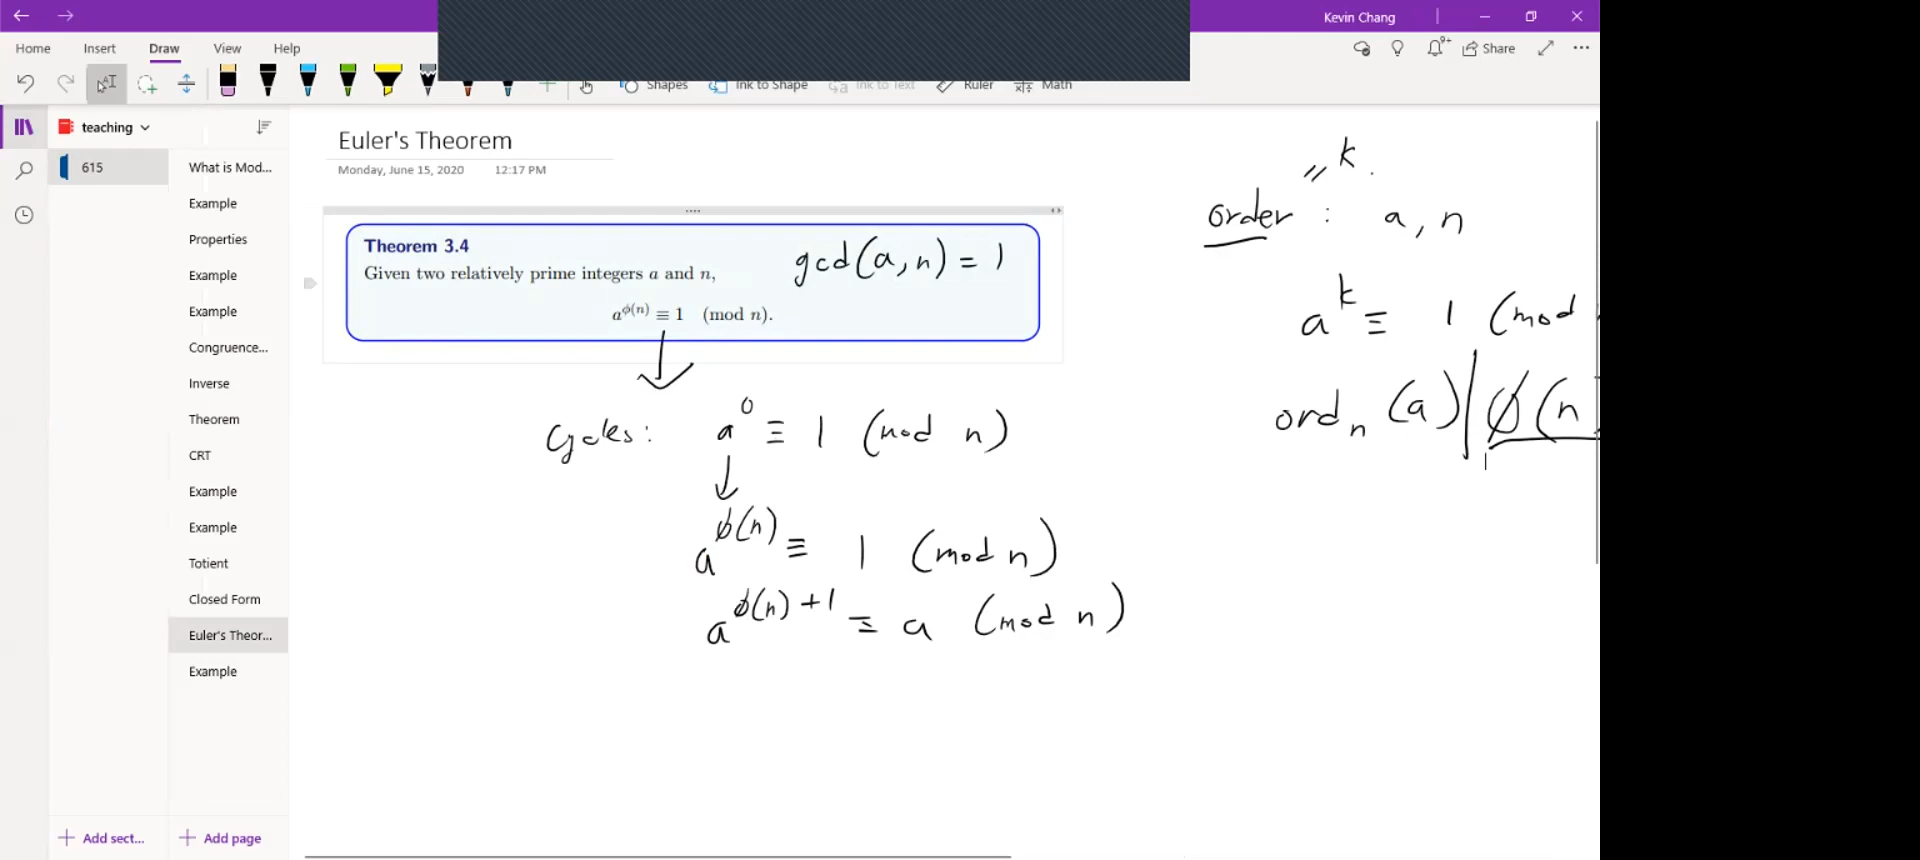 Kevin Chang
Home Insert Draw View Help
9+
Share
Shapes Ink to Shape Ink to Text Ruler Math
teaching
615
What is Mod...
Example
Properties
Example
Example
Congruence...
Inverse
Theorem
CRT
Example
Example
Totient
Closed Form
Euler's Theor...
Example
Add sect...
Add page
Euler's Theorem
Monday, June 15, 2020 12:17 PM
Theorem 3.4
Given two relatively prime integers a and n,
a^ϕ(n) ≡ 1 (mod n).
gcd(a, n) = 1
Cycles: a^0 ≡ 1 (mod n)
a^ϕ(n) ≡ 1 (mod n)
a^ϕ(n)+1 ≡ a (mod n)
" k.
order : a, n
a^k ≡ 1 (mod
ord_n (a) | ϕ(n